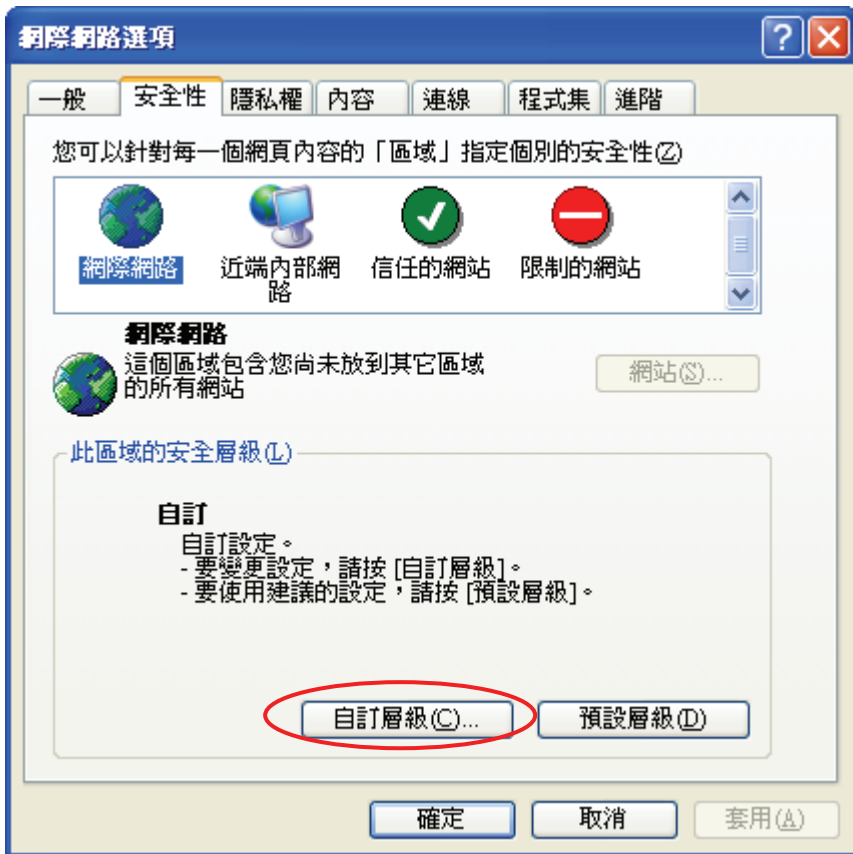 網際網路選項
一般 安全性 隱私權 內容 連線 程式集 進階
您可以針對每一個網頁內容的「區域」指定個別的安全性(Z)
網際網路 近端內部網路 信任的網站 限制的網站
網際網路
這個區域包含您尚未放到其它區域
的所有網站
網站(S)...
此區域的安全層級(L)
自訂
自訂設定。
- 要變更設定，請按 [自訂層級]。
- 要使用建議的設定，請按 [預設層級]。
自訂層級(C)... 預設層級(D)
確定 取消 套用(A)